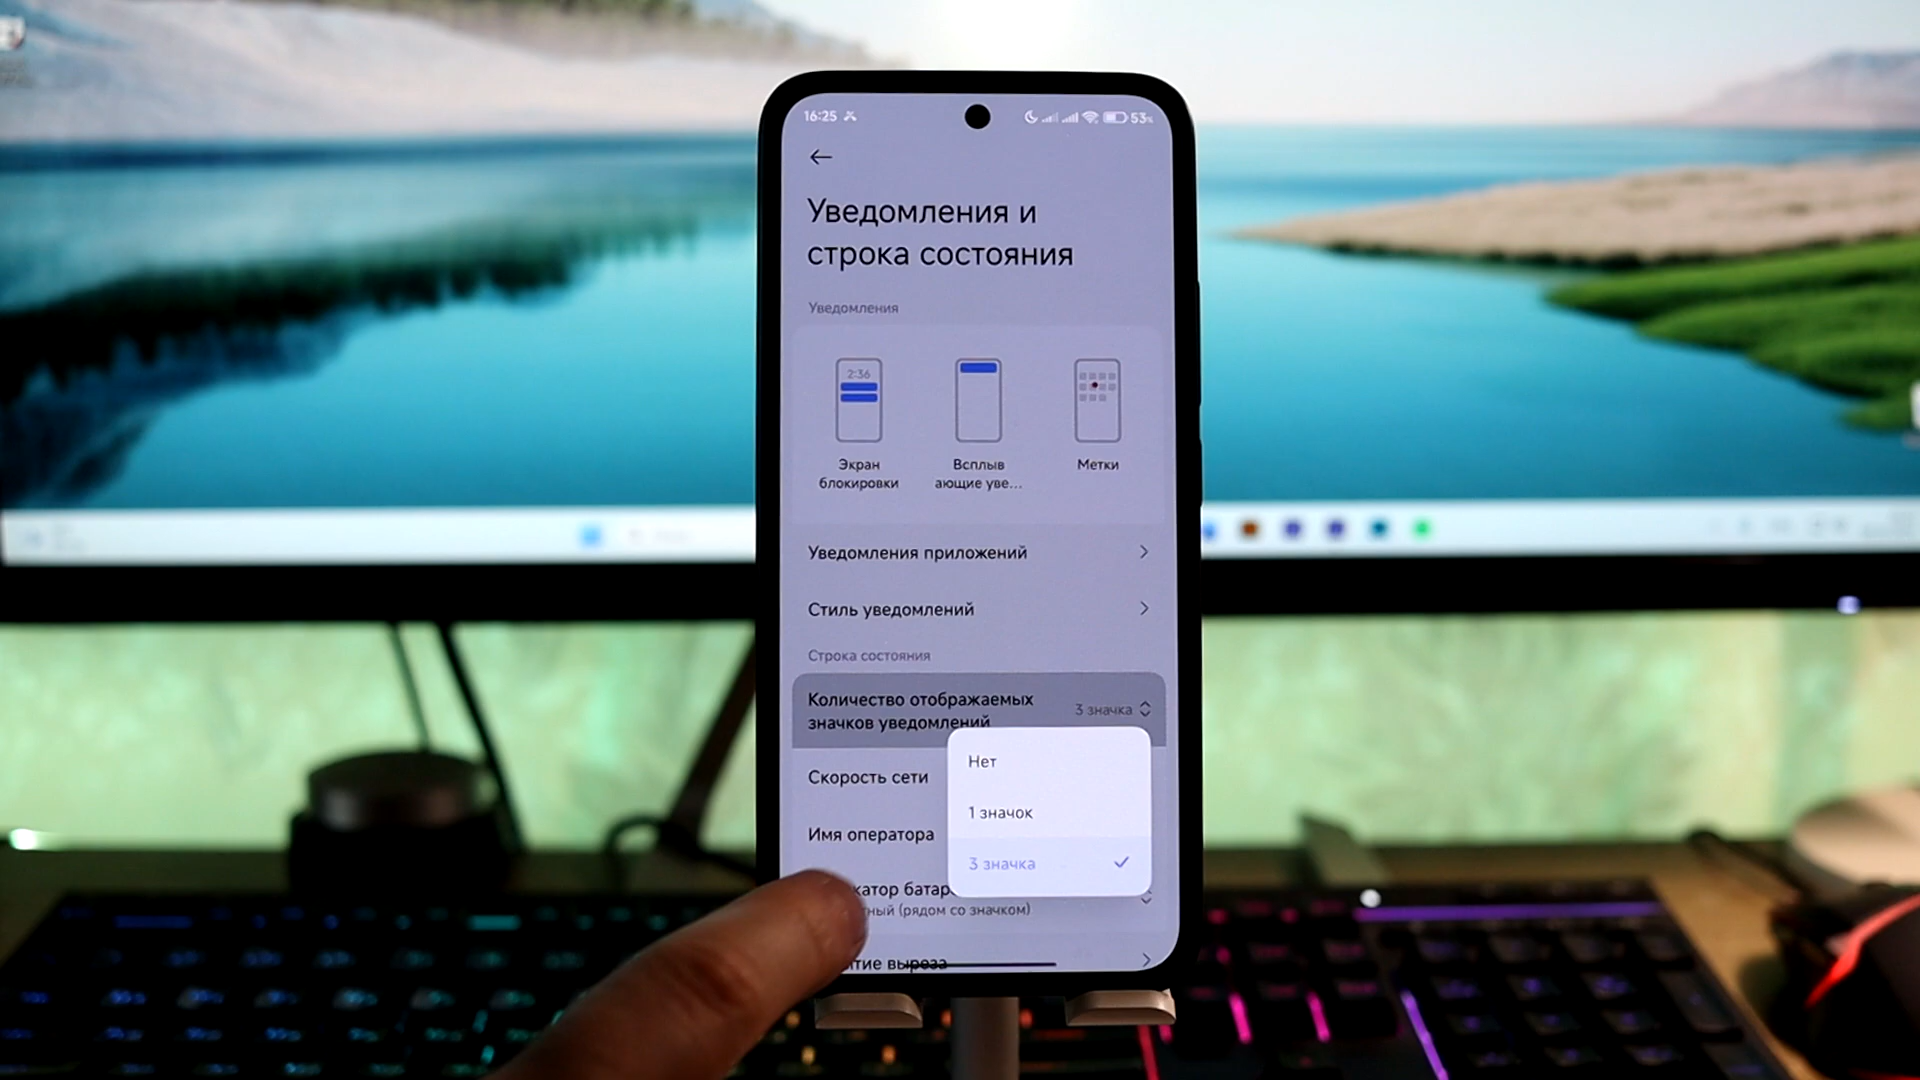 16:25
53%
Уведомления и
строка состояния
Уведомления
2:36
Экран
блокировки
Всплыв
ающие уве...
Метки
Уведомления приложений
Стиль уведомлений
Строка состояния
Количество отображаемых
значков уведомлений
3 значка
Нет
Скорость сети
1 значок
Имя оператора
3 значка
катор батар
ный (рядом со значком)
тие выреза